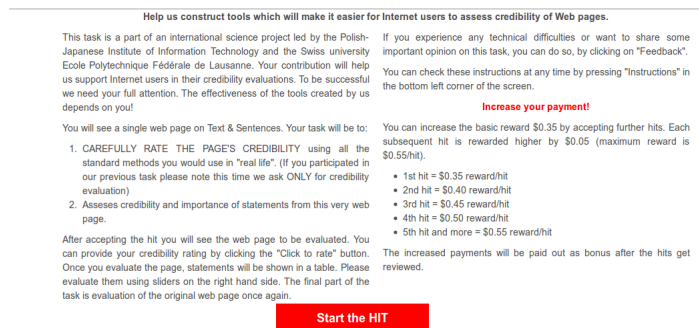 Help us construct tools which will make it easier for Internet users to assess credibility of Web pages.
This task is a part of an international science project led by the Polish-
Japanese Institute of Information Technology and the Swiss university
Ecole Polytechnique Fédérale de Lausanne. Your contribution will help
us support Internet users in their credibility evaluations. To be successful
we need your full attention. The effectiveness of the tools created by us
depends on you!
You will see a single web page on Text & Sentences. Your task will be to:
1. CAREFULLY RATE THE PAGE'S CREDIBILITY using all the
standard methods you would use in "real life". (If you participated in
our previous task please note this time we ask ONLY for credibility
evaluation)
2. Asseses credibility and importance of statements from this very web
page.
After accepting the hit you will see the web page to be evaluated. You
can provide your credibility rating by clicking the "Click to rate" button.
Once you evaluate the page, statements will be shown in a table. Please
evaluate them using sliders on the right hand side. The final part of the
task is evaluation of the original web page once again.
If you experience any technical difficulties or want to share some
important opinion on this task, you can do so, by clicking on "Feedback".
You can check these instructions at any time by pressing "Instructions" in
the bottom left corner of the screen.
Increase your payment!
You can increase the basic reward $0.35 by accepting further hits. Each
subsequent hit is rewarded higher by $0.05 (maximum reward is
$0.55/hit).
• 1st hit = $0.35 reward/hit
• 2nd hit = $0.40 reward/hit
• 3rd hit = $0.45 reward/hit
• 4th hit = $0.50 reward/hit
• 5th hit and more = $0.55 reward/hit
The increased payments will be paid out as bonus after the hits get
reviewed.
Start the HIT